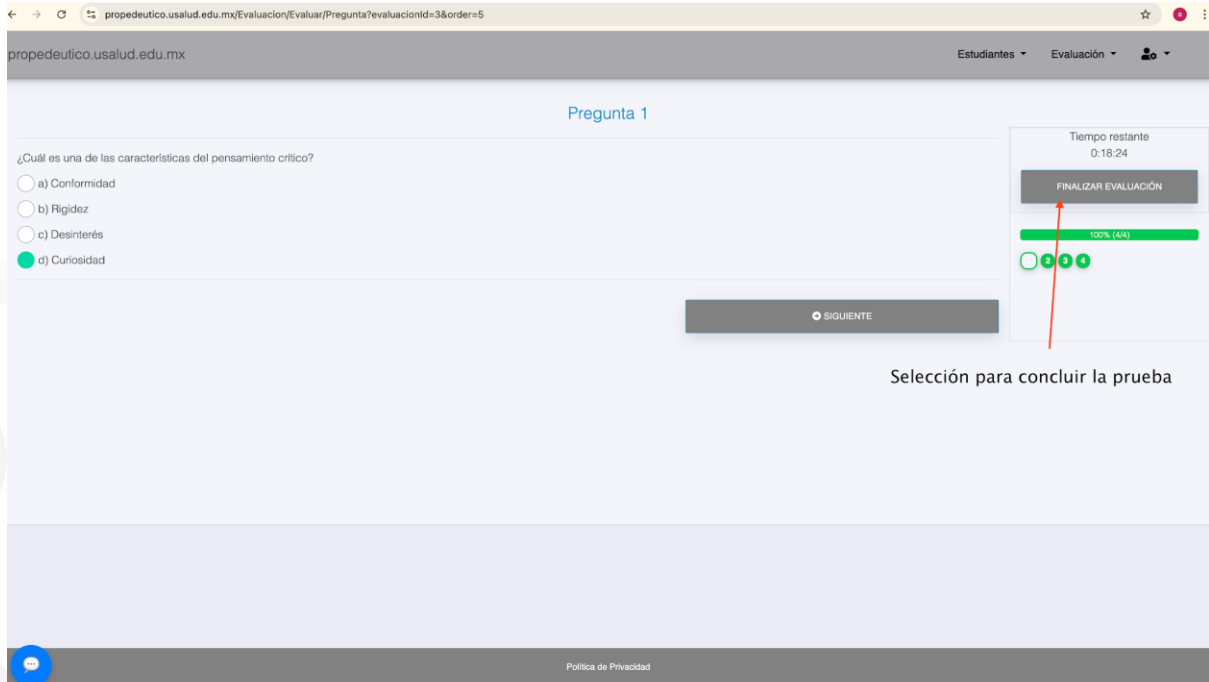 propedeutico.usalud.edu.mx/Evaluacion/Evaluar/Pregunta?evaluacionId=3&order=5
a
propedeutico.usalud.edu.mx
Estudiantes
Evaluación
Pregunta 1
¿Cuál es una de las características del pensamiento crítico?
a) Conformidad
b) Rigidez
c) Desinterés
d) Curiosidad
SIGUIENTE
Tiempo restante
0:18:24
FINALIZAR EVALUACIÓN
100% (4/4)
2 3 4
Selección para concluir la prueba
Política de Privacidad